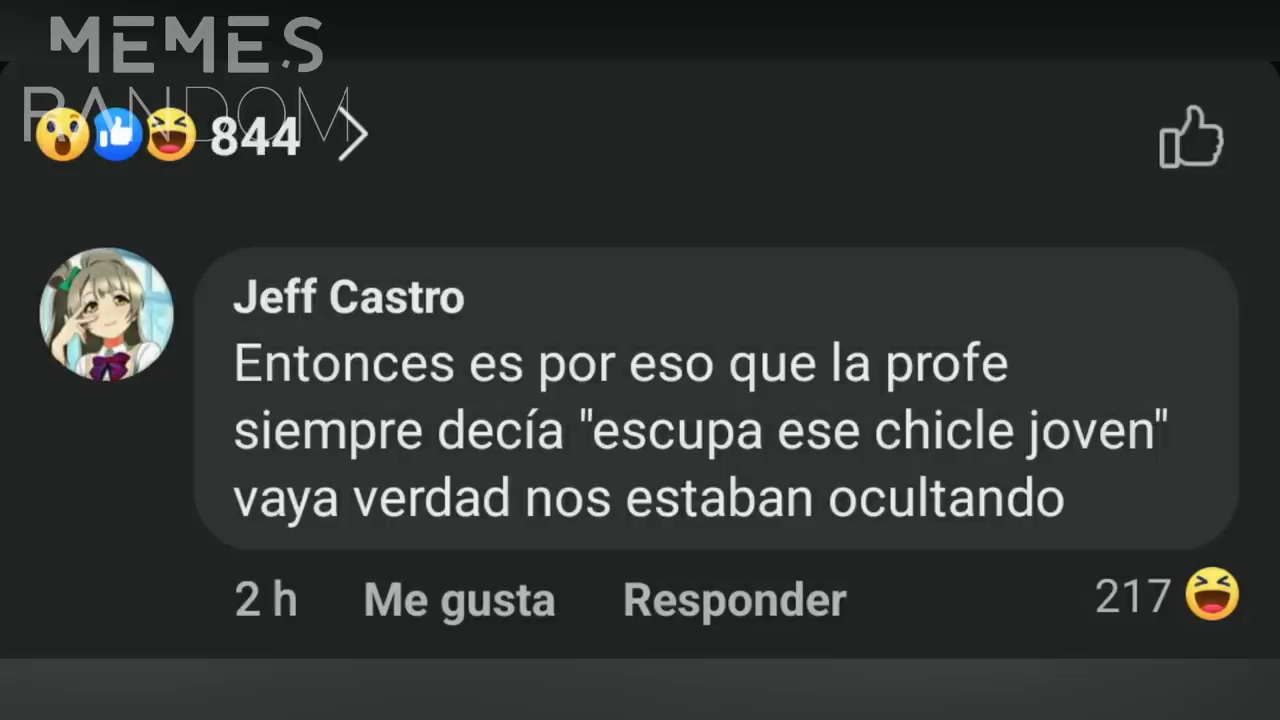 MEMES
RANDOM
844
Jeff Castro
Entonces es por eso que la profe
siempre decía "escupa ese chicle joven"
vaya verdad nos estaban ocultando
2 h Me gusta Responder 217